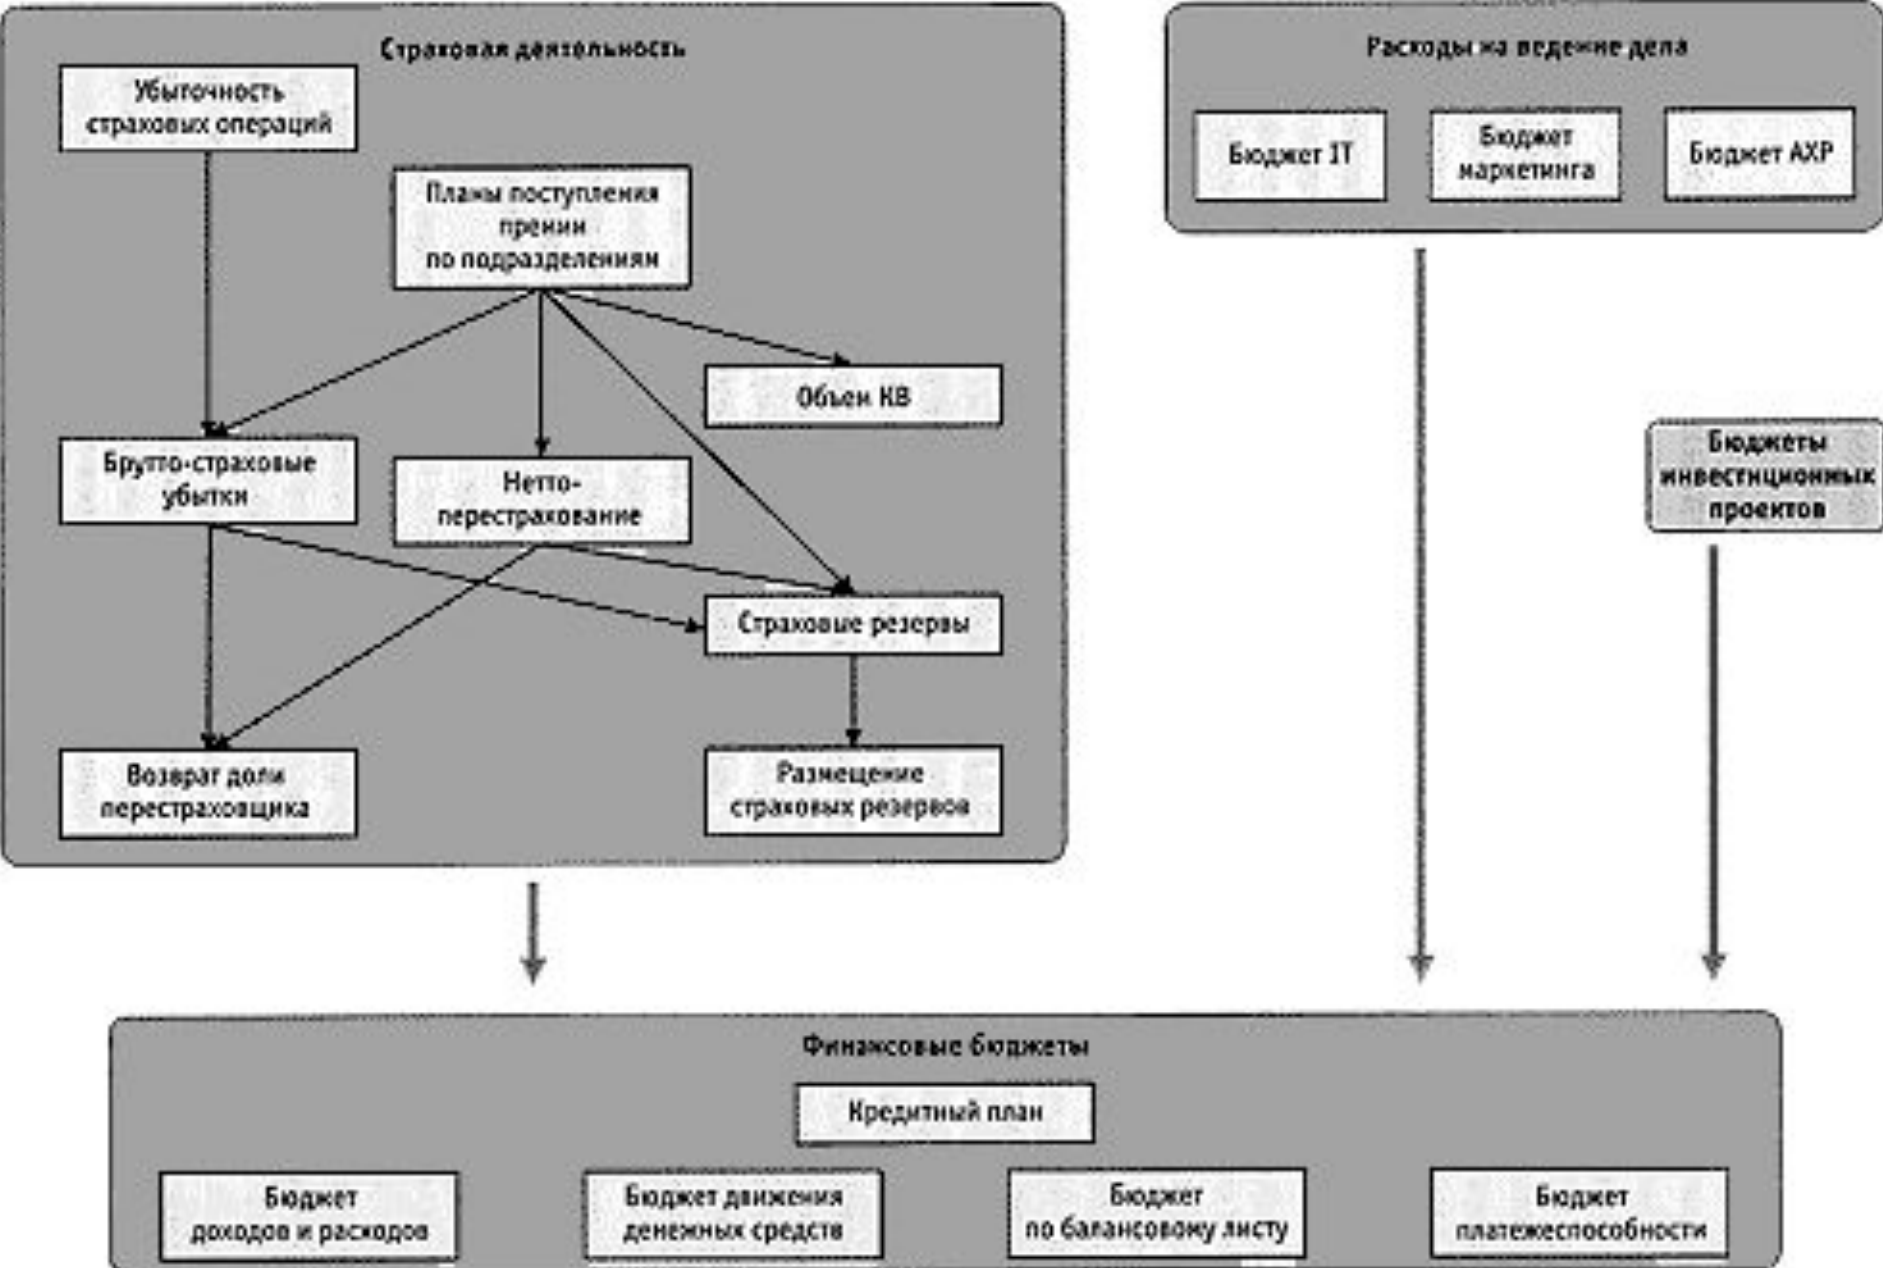 Страховая деятельность
Убыточность
страховых операций
Планы поступления
премии
по подразделениям
Объем КВ
Брутто-страховые
убытки
Нетто-
перестрахование
Страховые резервы
Возврат доли
перестраховщика
Размещение
страховых резервов
Расходы на ведение дела
Бюджет IT
Бюджет
маркетинга
Бюджет АХР
Бюджеты
инвестиционных
проектов
Финансовые бюджеты
Кредитный план
Бюджет
доходов и расходов
Бюджет движения
денежных средств
Бюджет
по балансовому листу
Бюджет
платежеспособности